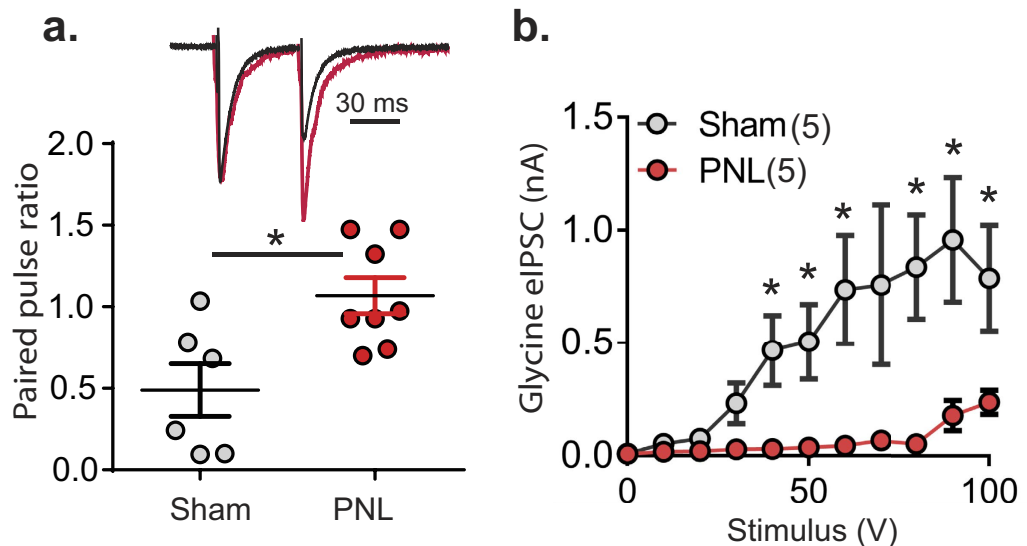 a.
30 ms
Paired pulse ratio
2.0
1.5
1.0
0.5
0.0
*
Sham
PNL
b.
Glycine eIPSC (nA)
1.5
1.0
0.5
0.0
Sham(5)
PNL(5)
* * * * * *
0
50
100
Stimulus (V)